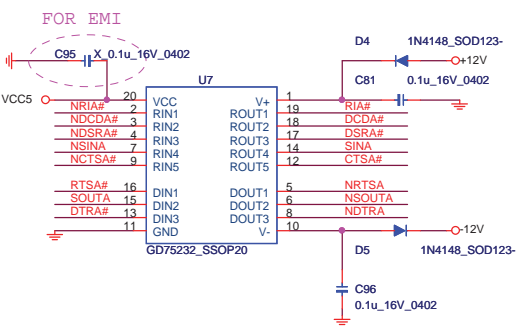 FOR EMI
C95 X_0.1u_16V_0402
D4 1N4148_SOD123-
+12V
C81 0.1u_16V_0402
U7
VCC5
20 VCC V+ 1
NRIA# 2 RIN1 ROUT1 19 RIA#
NDCDA# 3 RIN2 ROUT2 18 DCDA#
NDSRA# 4 RIN3 ROUT3 17 DSRA#
NSINA 7 RIN4 ROUT4 14 SINA
NCTSA# 9 RIN5 ROUT5 12 CTSA#
RTSA# 16 DIN1 DOUT1 5 NRTSA
SOUTA 15 DIN2 DOUT2 6 NSOUTA
DTRA# 13 DIN3 DOUT3 8 NDTRA
11 GND V- 10
-12V
GD75232_SSOP20
D5 1N4148_SOD123-
C96
0.1u_16V_0402